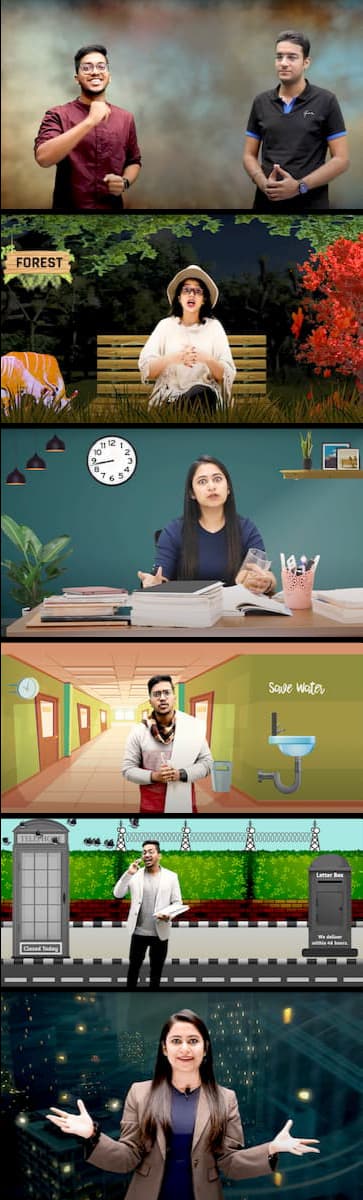 FOREST
Save Water
TELEPHONE
Closed Today
Letter Box
We deliver
within 48 hours.